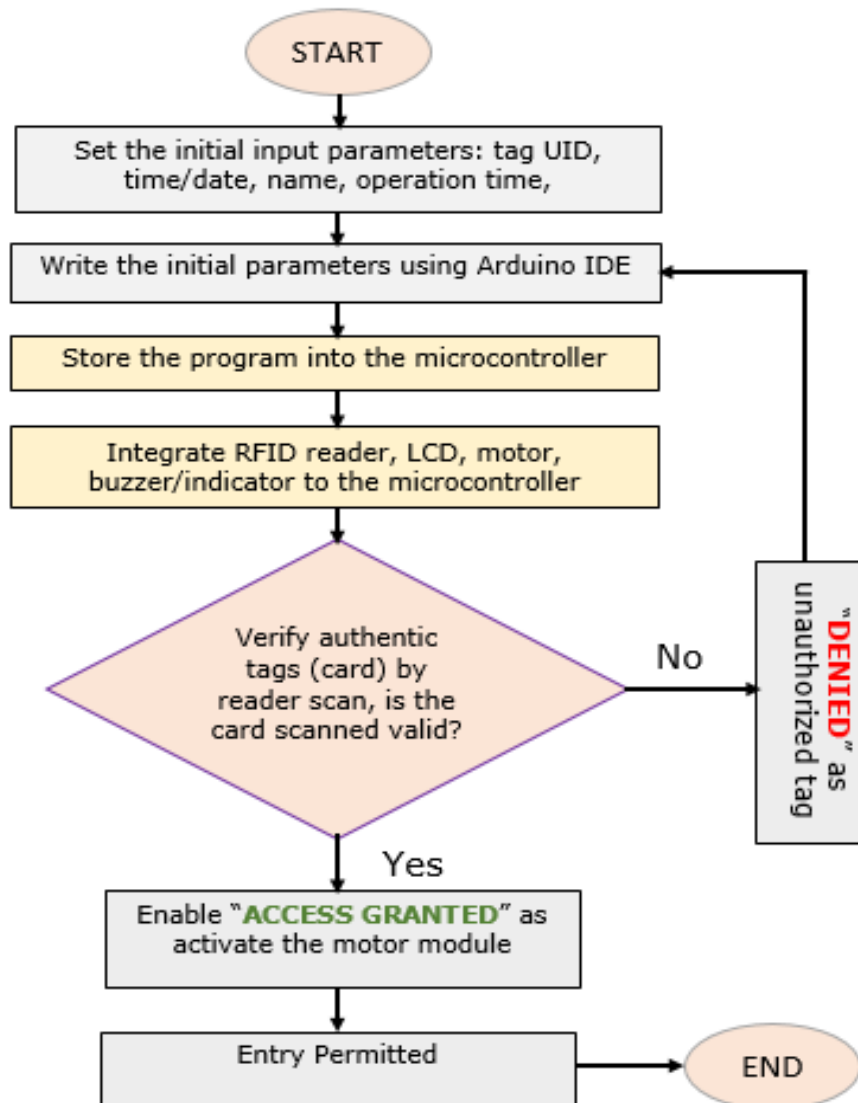 START
Set the initial input parameters: tag UID,
time/date, name, operation time,
Write the initial parameters using Arduino IDE
Store the program into the microcontroller
Integrate RFID reader, LCD, motor,
buzzer/indicator to the microcontroller
Verify authentic
tags (card) by
reader scan, is the
card scanned valid?
No
“DENIED” as
unauthorized tag
Yes
Enable “ACCESS GRANTED” as
activate the motor module
Entry Permitted
END